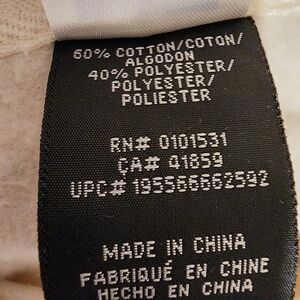 60% COTTON/COTON/
ALGODON
40% POLYESTER/
POLYESTER/
POLIESTER
RN# 0101531
CA# 41859
UPC# 195566662592
MADE IN CHINA
FABRIQUÉ EN CHINE
HECHO EN CHINA